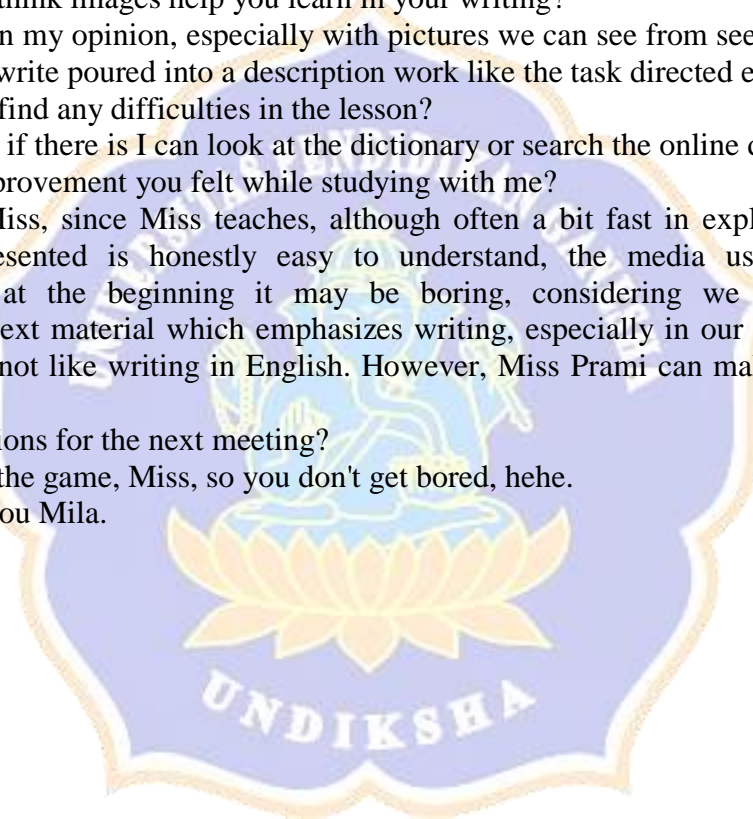 think images help you learn in your writing?
n my opinion, especially with pictures we can see from see
write poured into a description work like the task directed e
find any difficulties in the lesson?
if there is I can look at the dictionary or search the online
provement you felt while studying with me?
Miss, since Miss teaches, although often a bit fast in expl
esented is honestly easy to understand, the media us
at the beginning it may be boring, considering we
ext material which emphasizes writing, especially in our
not like writing in English. However, Miss Prami can ma
ions for the next meeting?
the game, Miss, so you don't get bored, hehe.
ou Mila.
UNIVERSITAS PENDIDIKAN GANESHA
UNDIKSHA